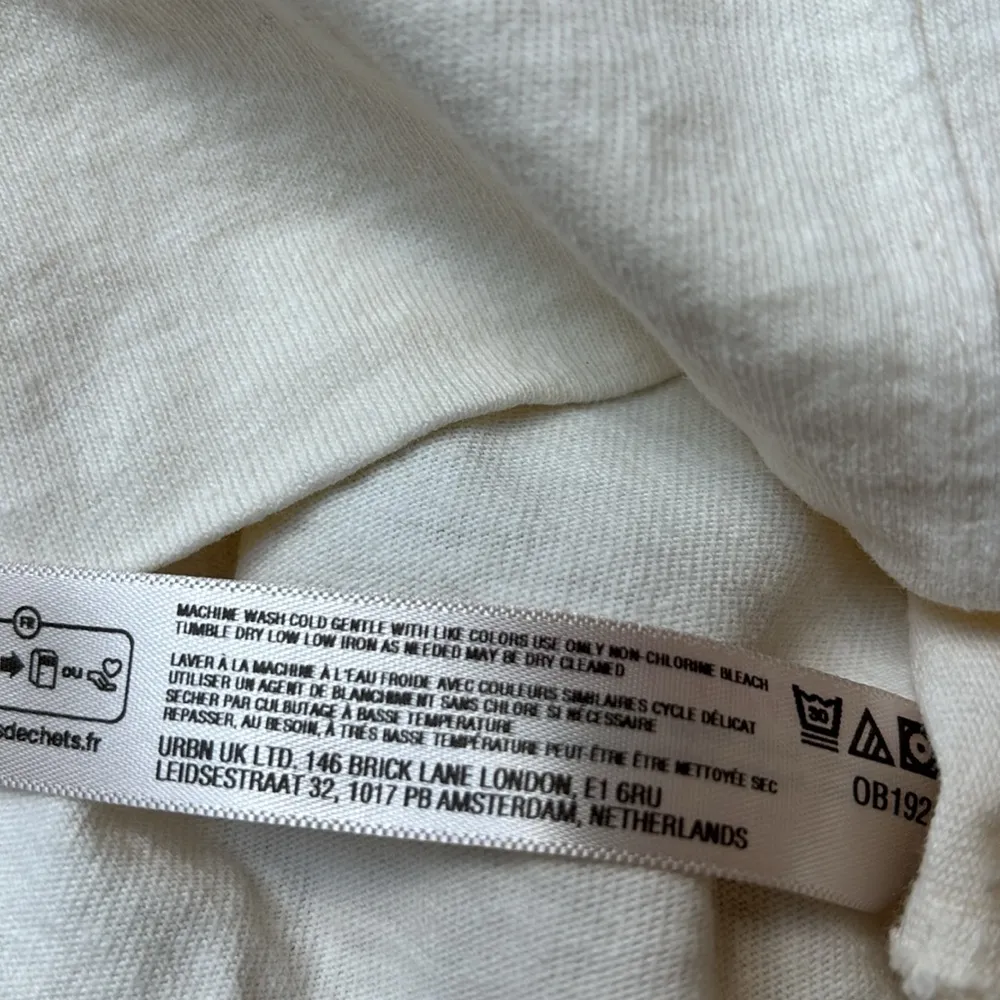 FR
OU
dechets.fr
MACHINE WASH COLD GENTLE WITH LIKE COLORS USE ONLY NON-CHLORINE BLEACH
TUMBLE DRY LOW LOW IRON AS NEEDED MAY BE DRY CLEANED
LAVER À LA MACHINE À L'EAU FROIDE AVEC COULEURS SIMILAIRES CYCLE DÉLICAT
UTILISER UN AGENT DE BLANCHIMENT SANS CHLORE SI NÉCESSAIRE
SECHER PAR CULBUTAGE À BASSE TEMPERATURE
REPASSER, AU BESOIN, À TRES BASSE TEMPÉRATURE PEUT-ÊTRE ÊTRE NETTOYÉE SEC
URBN UK LTD, 146 BRICK LANE LONDON, E1 6RU
LEIDSESTRAAT 32, 1017 PB AMSTERDAM, NETHERLANDS
30
OB192